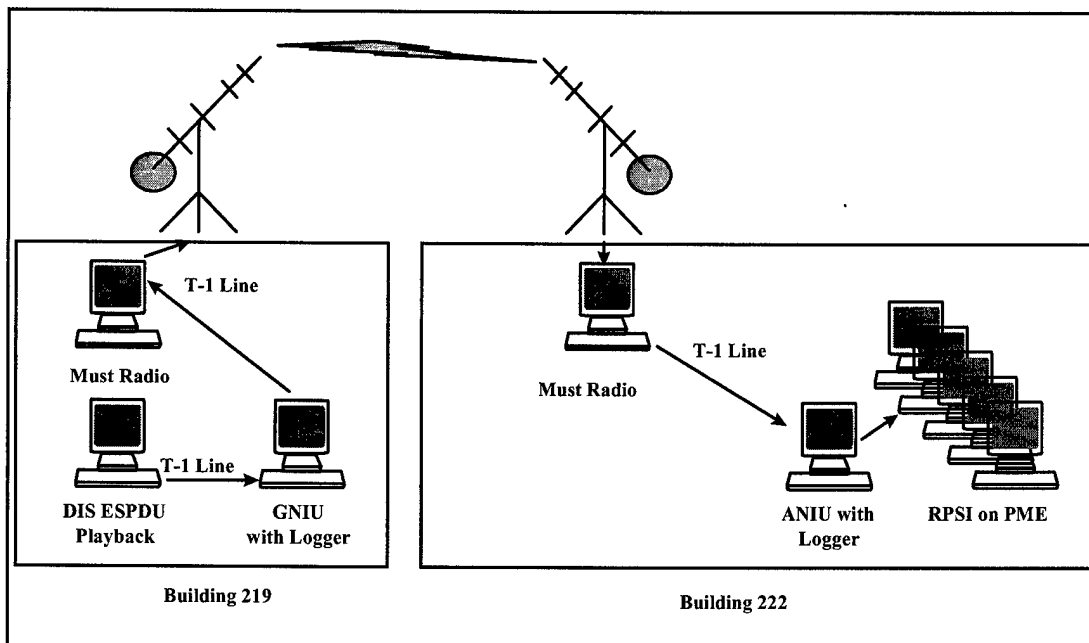 T-1 Line
Must Radio
T-1 Line
DIS ESPDU
Playback
GNIU
with Logger
Building 219
T-1 Line
Must Radio
ANIU with
Logger
RPSI on PME
Building 222